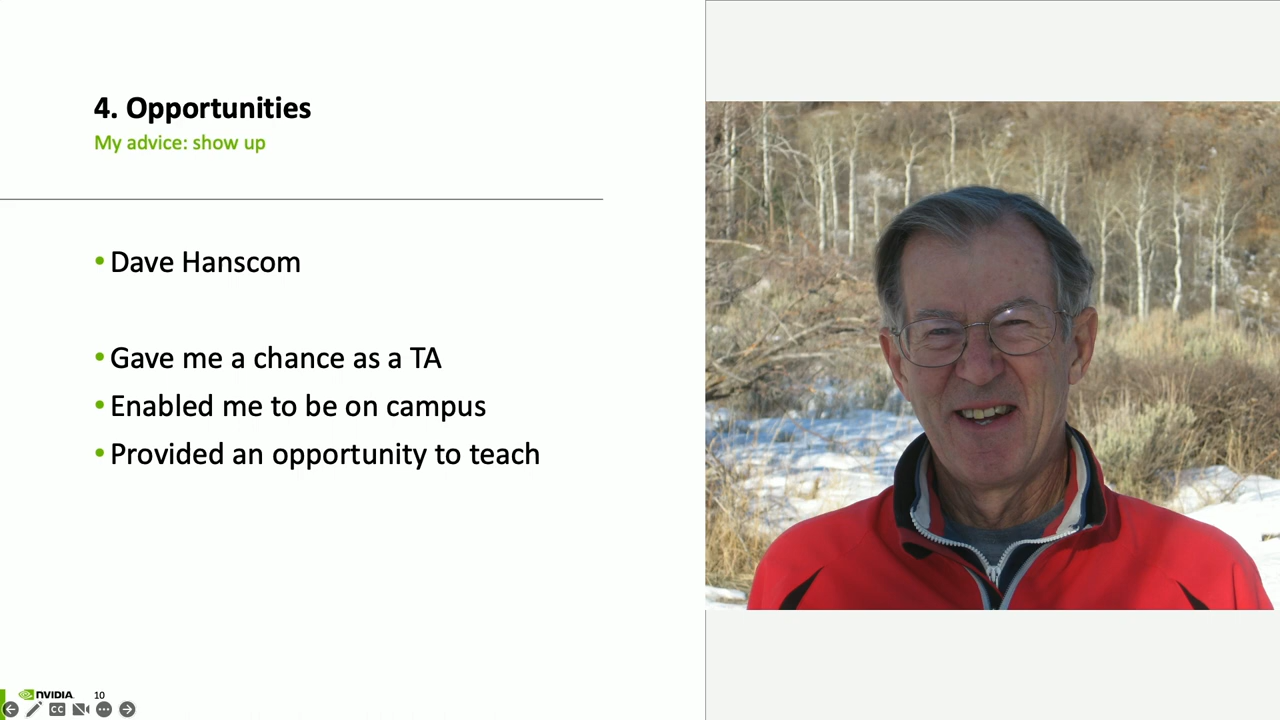 4. Opportunities
My advice: show up
• Dave Hanscom
• Gave me a chance as a TA
• Enabled me to be on campus
• Provided an opportunity to teach
NVIDIA. 10
CC